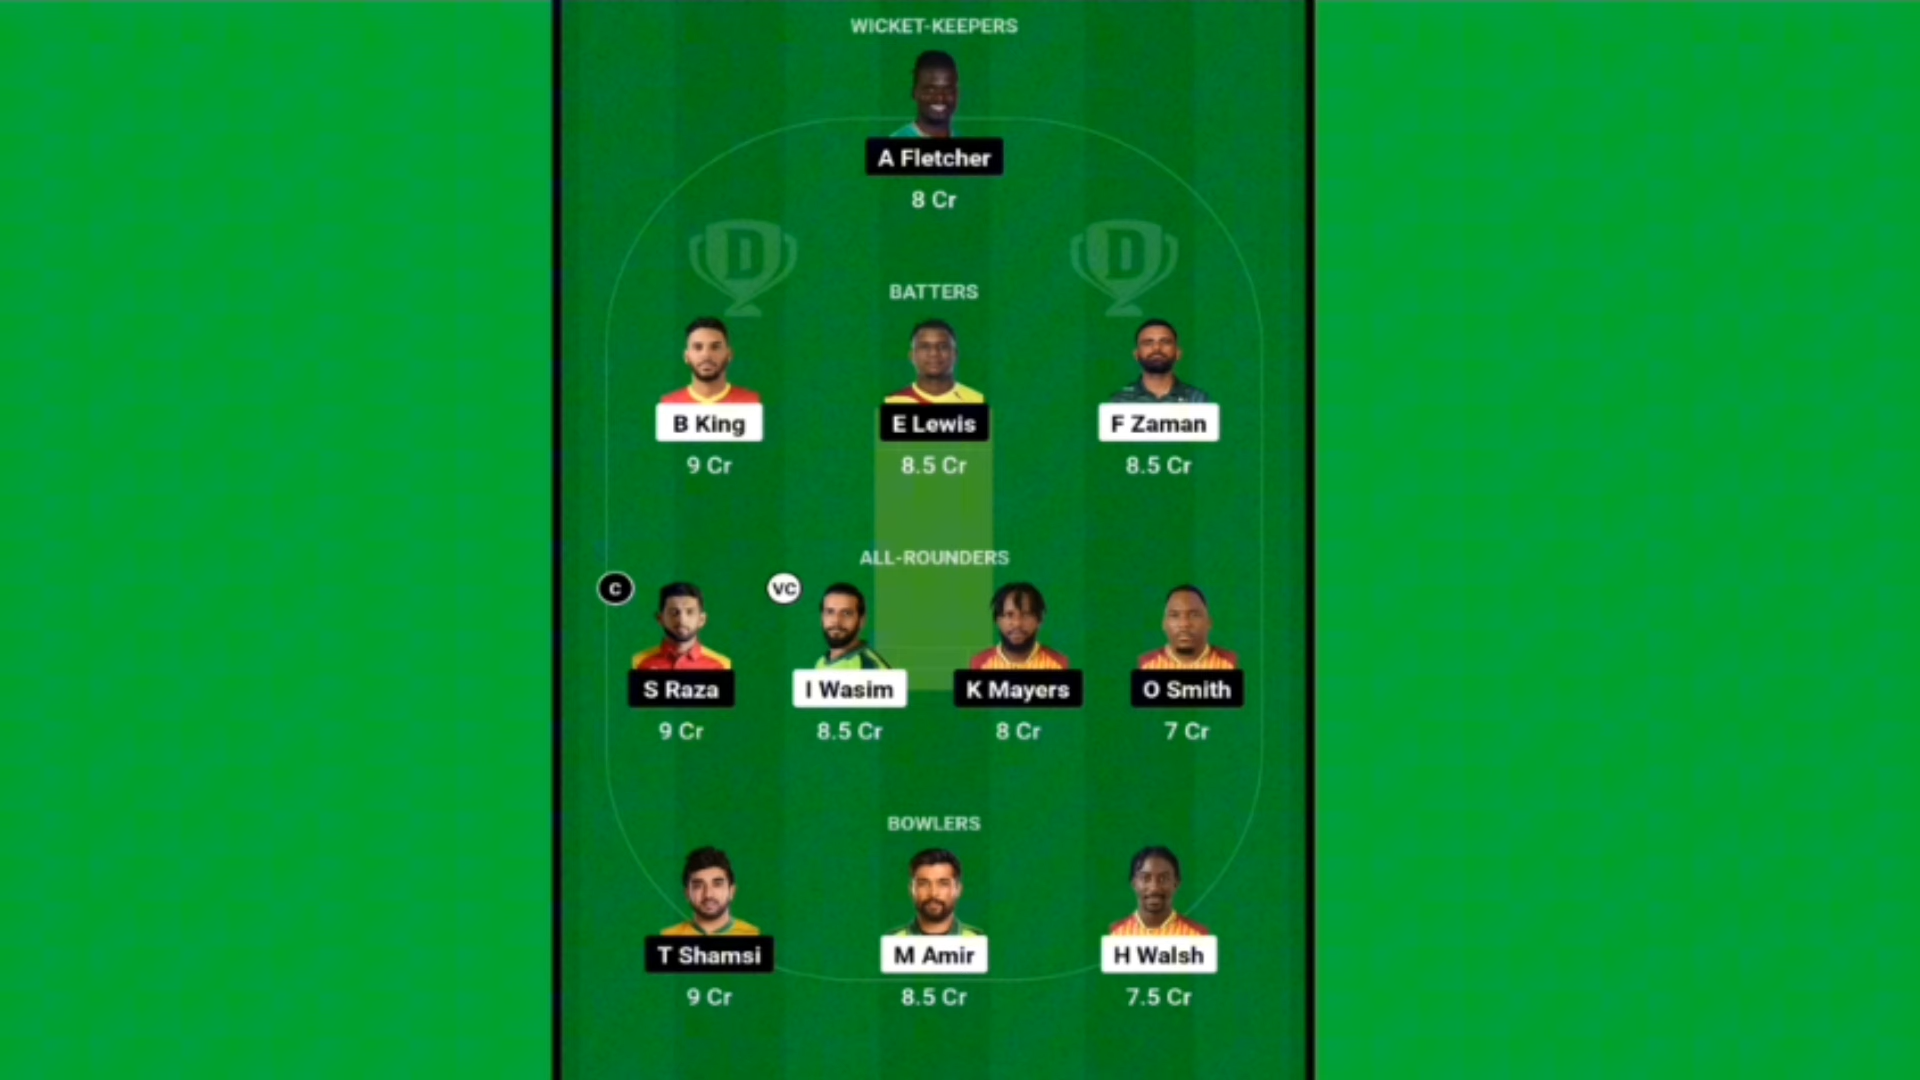 WICKET-KEEPERS
A Fletcher
8 Cr
D D
BATTERS
B King E Lewis F Zaman
9 Cr 8.5 Cr 8.5 Cr
ALL-ROUNDERS
C VC
S Raza I Wasim K Mayers O Smith
9 Cr 8.5 Cr 8 Cr 7 Cr
BOWLERS
T Shamsi M Amir H Walsh
9 Cr 8.5 Cr 7.5 Cr